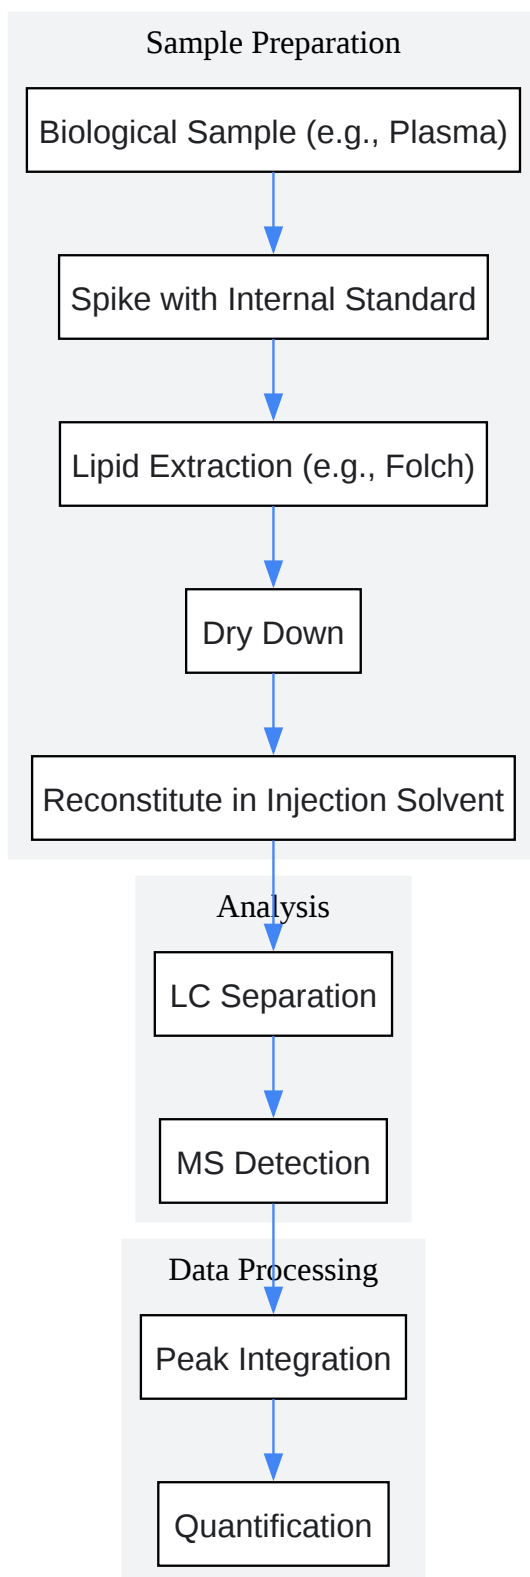 Sample Preparation
Biological Sample (e.g., Plasma)
Spike with Internal Standard
Lipid Extraction (e.g., Folch)
Dry Down
Reconstitute in Injection Solvent
Analysis
LC Separation
MS Detection
Data Processing
Peak Integration
Quantification